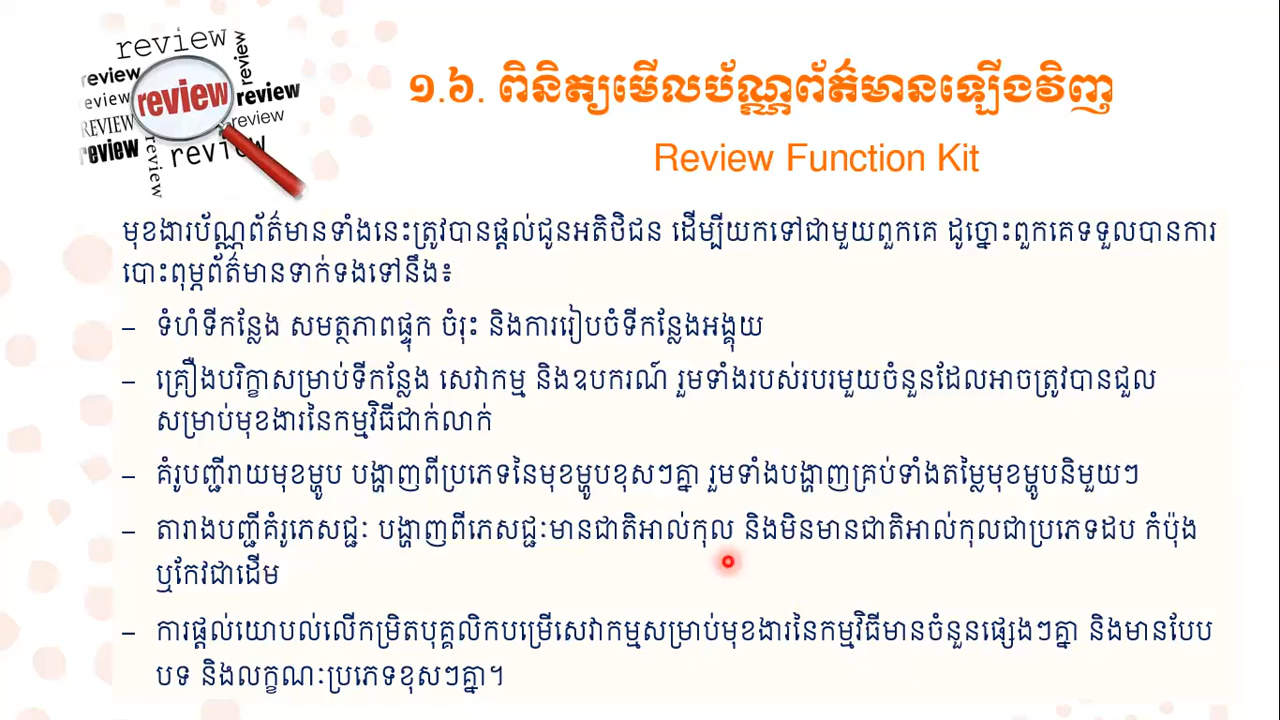 review
review
review
review
review
review
review
REVIEW
review
review
review
review
១.៦. ពិនិត្យមើលប័ណ្ណព័ត៌មានឡើងវិញ
Review Function Kit
មុខងារប័ណ្ណព័ត៌មានទាំងនេះត្រូវបានផ្តល់ជូនអតិថិជន ដើម្បីយកទៅជាមួយពួកគេ ដូច្នោះពួកគេទទួលបានការ
បោះពុម្ភព័ត៌មានទាក់ទងទៅនឹង៖
– ទំហំទីកន្លែង សមត្ថភាពផ្ទុក ចំរុះ និងការរៀបចំទីកន្លែងអង្គុយ
– គ្រឿងបរិក្ខាសម្រាប់ទីកន្លែង សេវាកម្ម និងឧបករណ៍ រួមទាំងរបស់របរមួយចំនួនដែលអាចត្រូវបានជួល
សម្រាប់មុខងារនៃកម្មវិធីជាក់លាក់
– គំរូបញ្ជីរាយមុខម្ហូប បង្ហាញពីប្រភេទនៃមុខម្ហូបខុសៗគ្នា រួមទាំងបង្ហាញគ្រប់ទាំងតម្លៃមុខម្ហូបនិមួយៗ
– តារាងបញ្ជីគំរូភេសជ្ជៈ បង្ហាញពីភេសជ្ជៈមានជាតិអាល់កុល និងមិនមានជាតិអាល់កុលជាប្រភេទដប កំប៉ុង
ឬកែវជាដើម
– ការផ្តល់យោបល់លើកម្រិតបុគ្គលិកបម្រើសេវាកម្មសម្រាប់មុខងារនៃកម្មវិធីមានចំនួនផ្សេងៗគ្នា និងមានបែប
បទ និងលក្ខណៈប្រភេទខុសៗគ្នា។